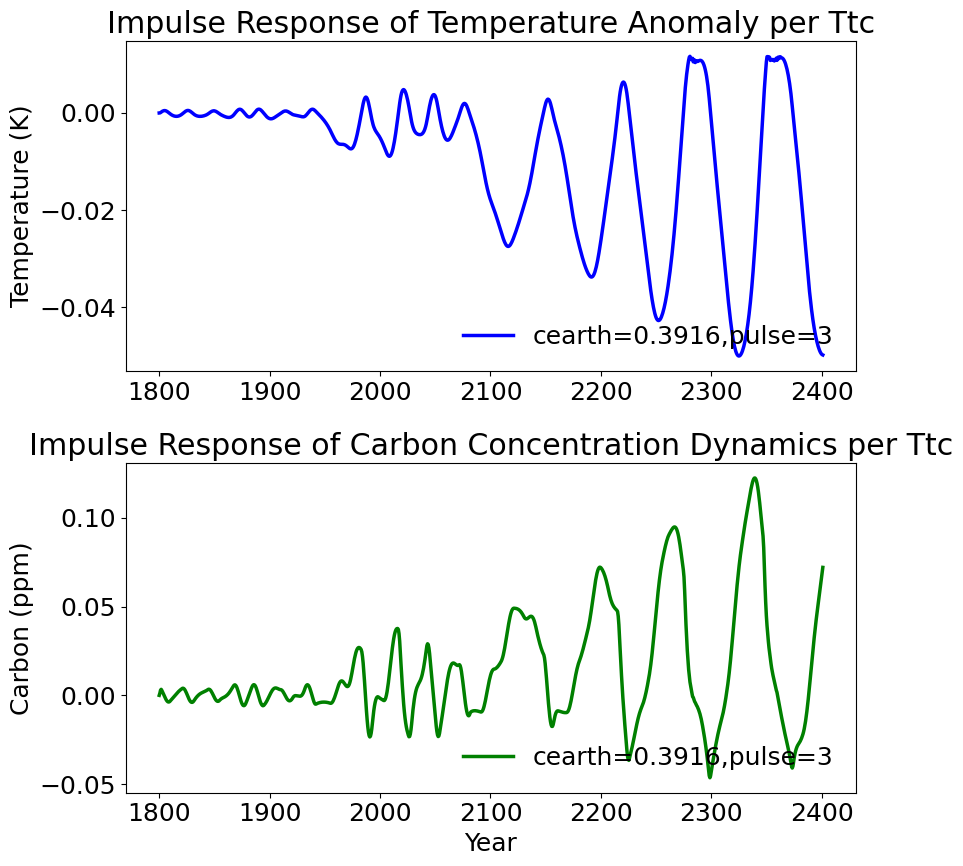 Impulse Response of Temperature Anomaly per Ttc
Temperature (K)
0.00
−0.02
−0.04
cearth=0.3916,pulse=3
1800 1900 2000 2100 2200 2300 2400
Impulse Response of Carbon Concentration Dynamics per Ttc
Carbon (ppm)
0.10
0.05
0.00
−0.05
cearth=0.3916,pulse=3
1800 1900 2000 2100 2200 2300 2400
Year